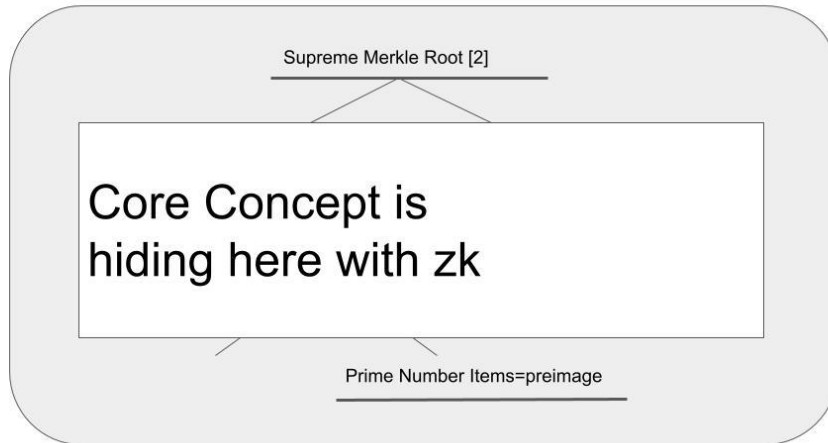 Supreme Merkle Root [2]
Core Concept is
hiding here with zk
Prime Number Items=preimage